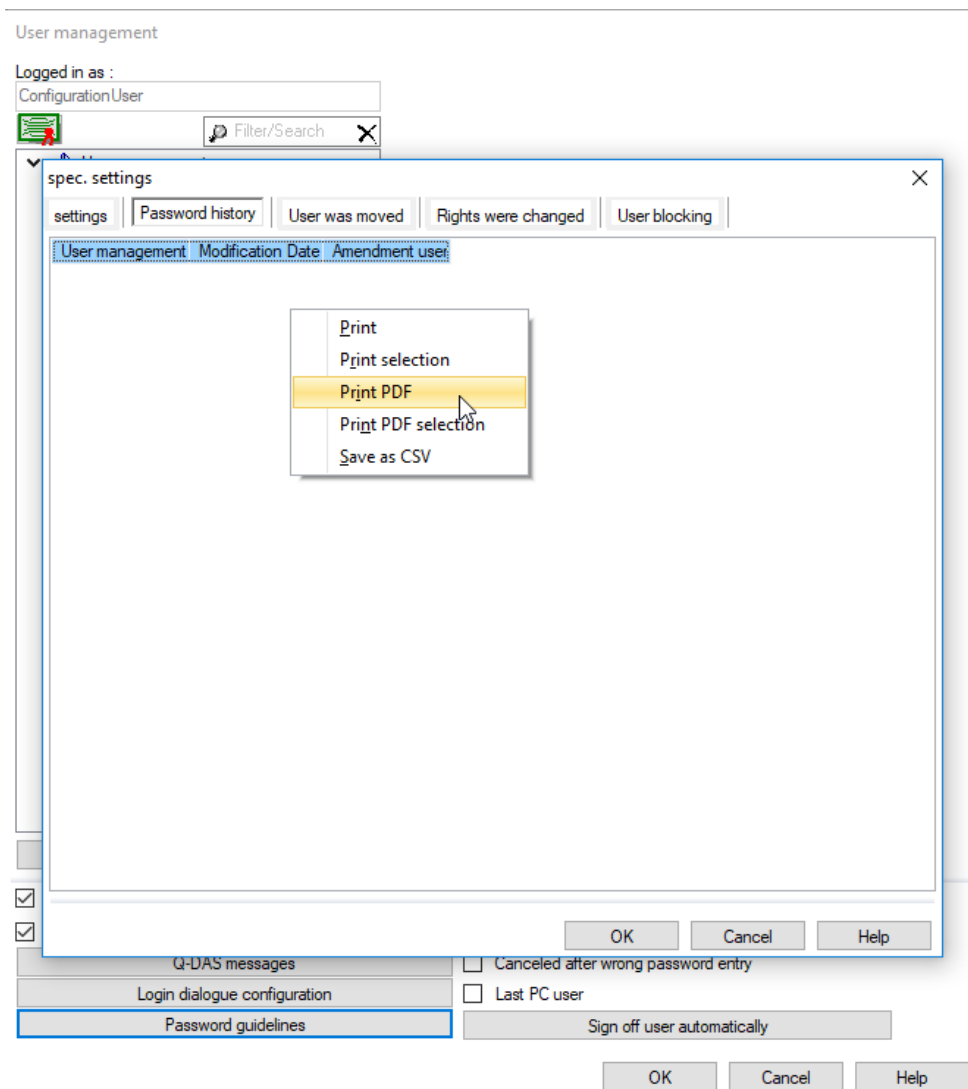 User management
Logged in as :
ConfigurationUser
Filter/Search
spec. settings
settings Password history User was moved Rights were changed User blocking
User management Modification Date Amendment user
Print
Print selection
Print PDF
Print PDF selection
Save as CSV
OK Cancel Help
Q-DAS messages Canceled after wrong password entry
Login dialogue configuration Last PC user
Password guidelines Sign off user automatically
OK Cancel Help